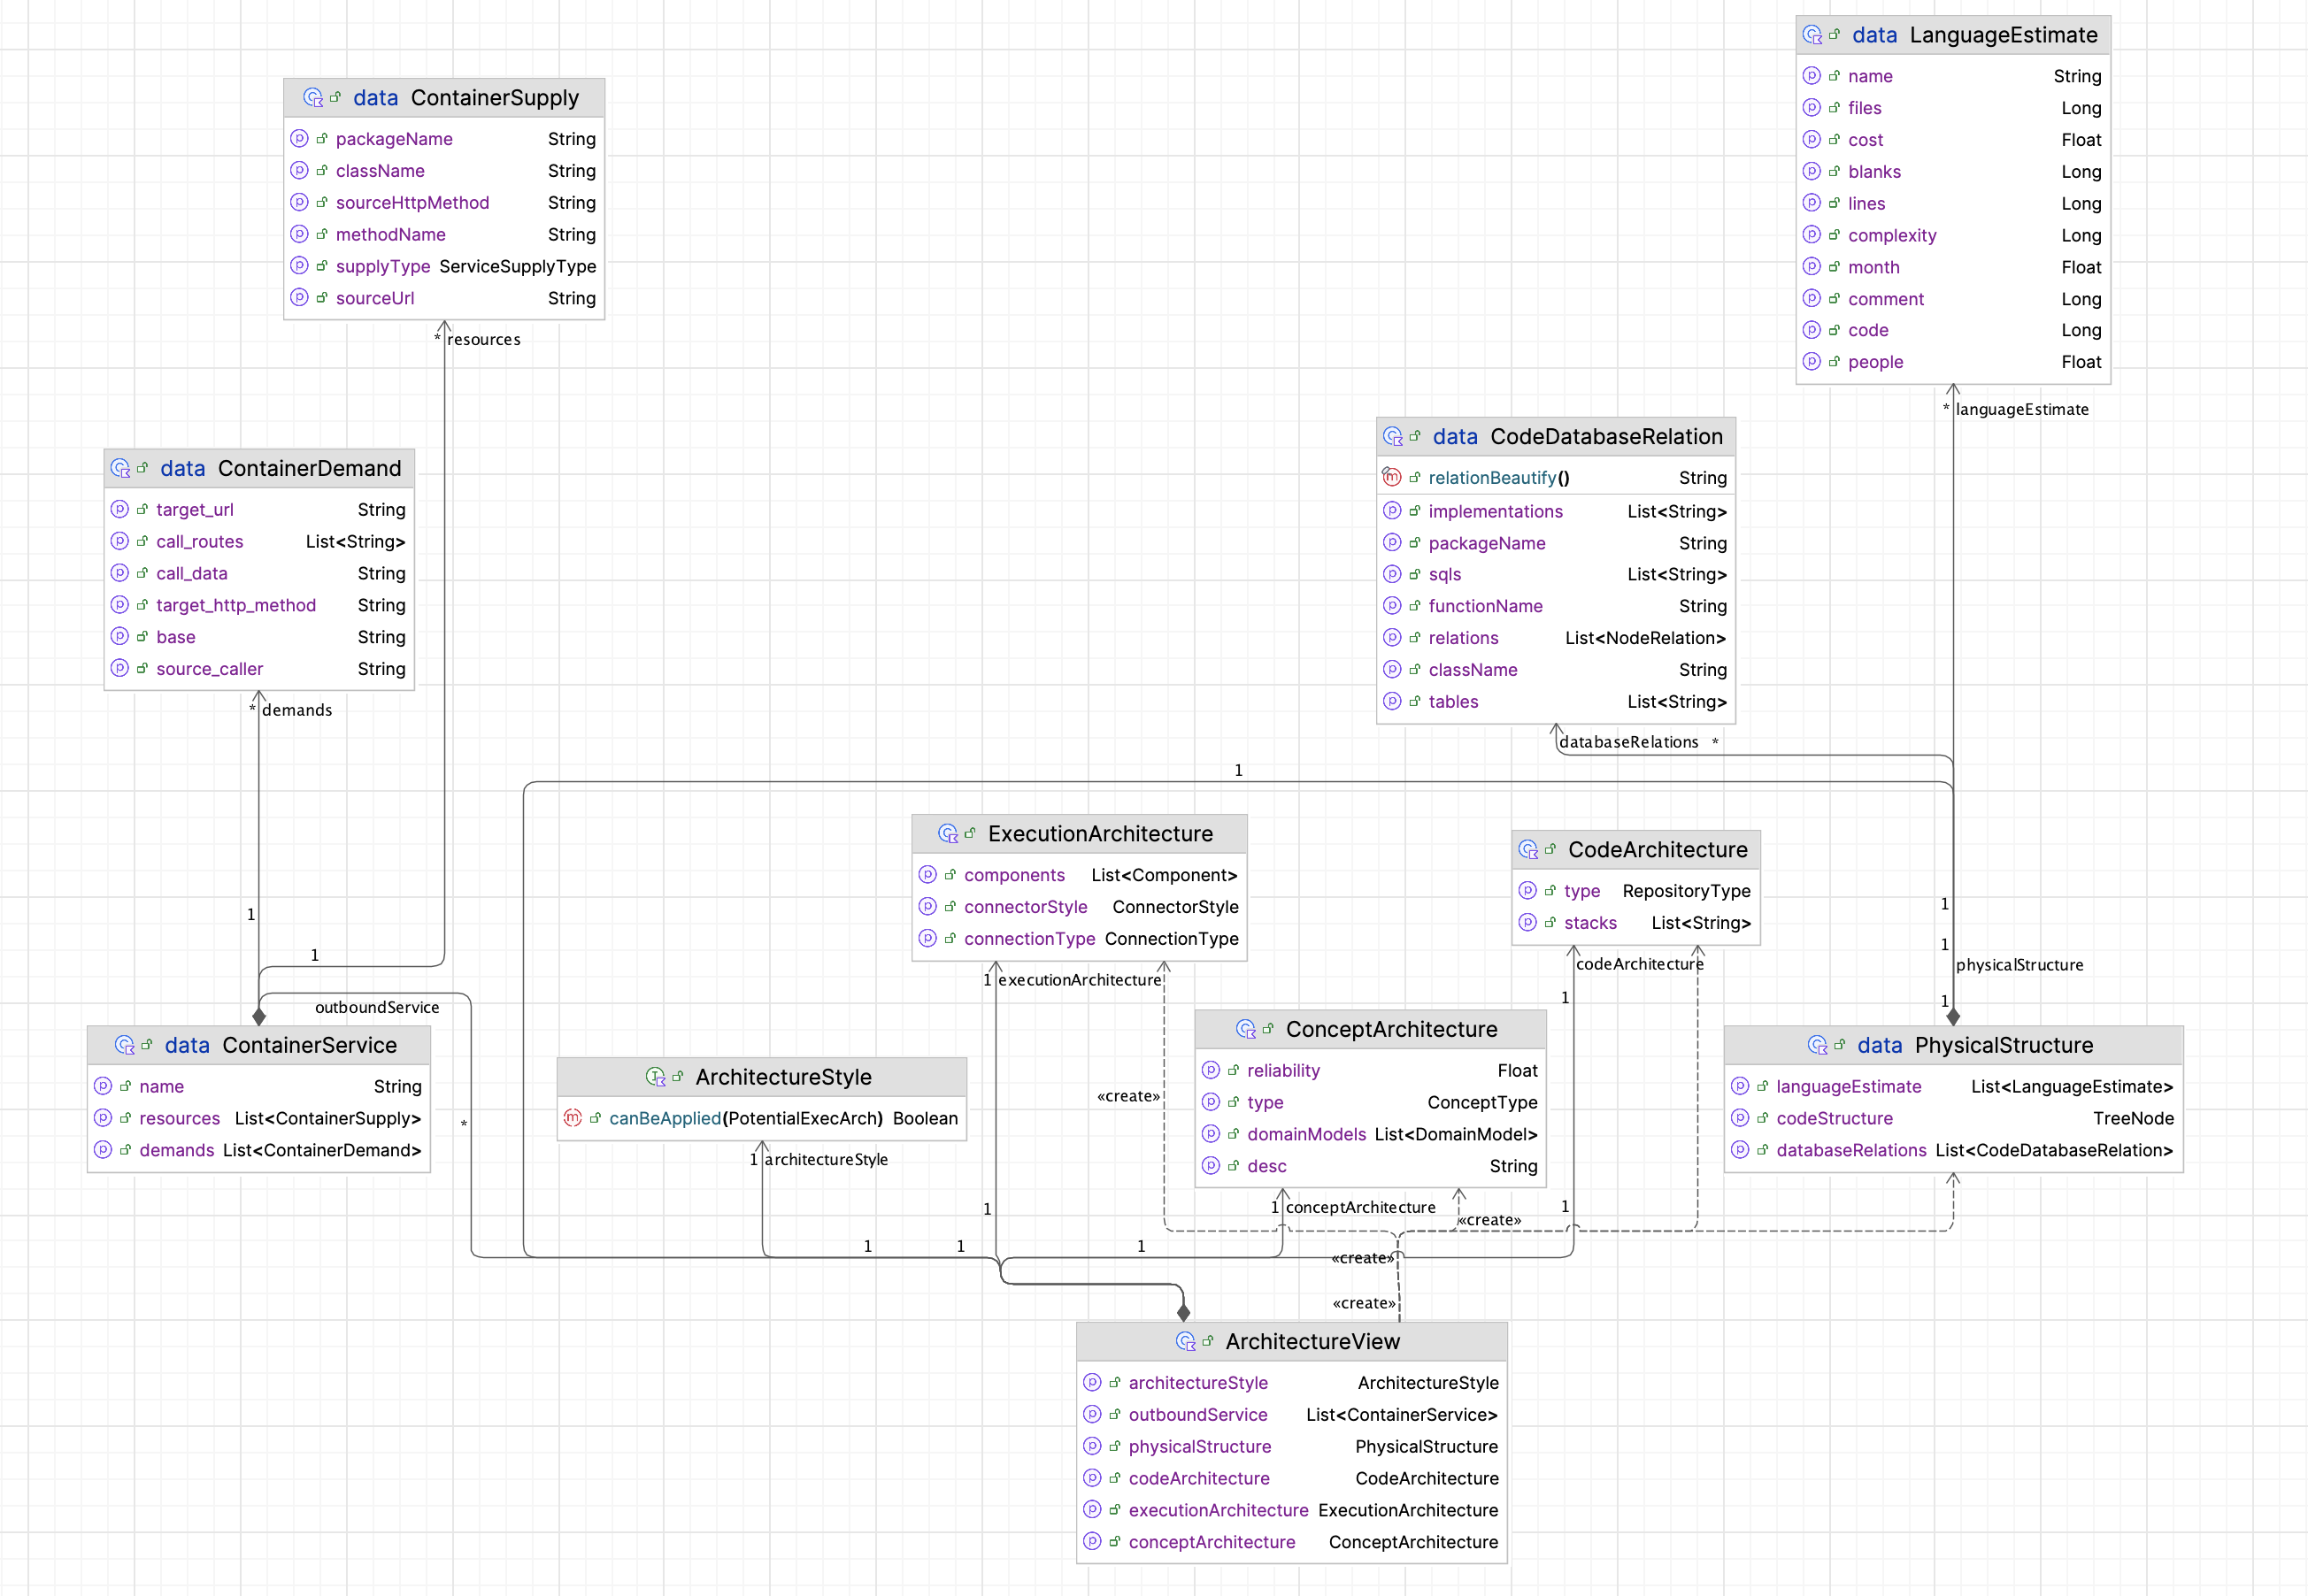 data LanguageEstimate
name String
files Long
cost Float
blanks Long
lines Long
complexity Long
month Float
comment Long
code Long
people Float
* languageEstimate
data ContainerSupply
packageName String
className String
sourceHttpMethod String
methodName String
supplyType ServiceSupplyType
sourceUrl String
* resources
data CodeDatabaseRelation
relationBeautify() String
implementations List<String>
packageName String
sqls List<String>
functionName String
relations List<NodeRelation>
className String
tables List<String>
databaseRelations *
data ContainerDemand
target_url String
call_routes List<String>
call_data String
target_http_method String
base String
source_caller String
* demands
1
ExecutionArchitecture
components List<Component>
connectorStyle ConnectorStyle
connectionType ConnectionType
1 executionArchitecture
CodeArchitecture
type RepositoryType
stacks List<String>
codeArchitecture
1
1
1
1
1
physicalStructure
1
outboundService
data ContainerService
name String
resources List<ContainerSupply>
demands List<ContainerDemand>
*
ArchitectureStyle
canBeApplied(PotentialExecArch) Boolean
1 architectureStyle
«create»
ConceptArchitecture
reliability Float
type ConceptType
domainModels List<DomainModel>
desc String
1 conceptArchitecture
«create»
data PhysicalStructure
languageEstimate List<LanguageEstimate>
codeStructure TreeNode
databaseRelations List<CodeDatabaseRelation>
1
1
1
1
1
«create»
«create»
ArchitectureView
architectureStyle ArchitectureStyle
outboundService List<ContainerService>
physicalStructure PhysicalStructure
codeArchitecture CodeArchitecture
executionArchitecture ExecutionArchitecture
conceptArchitecture ConceptArchitecture